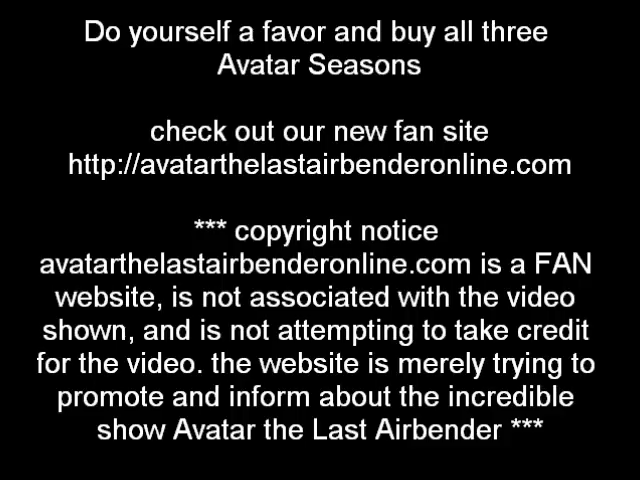 Do yourself a favor and buy all three
Avatar Seasons
check out our new fan site
http://avatarthelastairbenderonline.com
*** copyright notice
avatarthelastairbenderonline.com is a FAN
website, is not associated with the video
shown, and is not attempting to take credit
for the video. the website is merely trying to
promote and inform about the incredible
show Avatar the Last Airbender ***